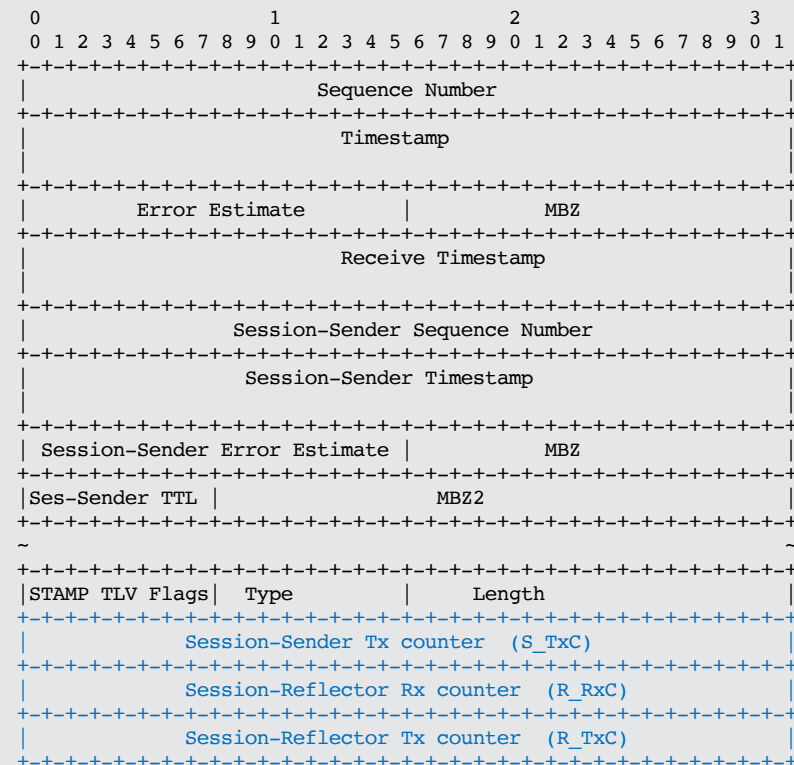 0                   1                   2                   3
 0 1 2 3 4 5 6 7 8 9 0 1 2 3 4 5 6 7 8 9 0 1 2 3 4 5 6 7 8 9 0 1
+-+-+-+-+-+-+-+-+-+-+-+-+-+-+-+-+-+-+-+-+-+-+-+-+-+-+-+-+-+-+-+-+
|                        Sequence Number                        |
+-+-+-+-+-+-+-+-+-+-+-+-+-+-+-+-+-+-+-+-+-+-+-+-+-+-+-+-+-+-+-+-+
|                          Timestamp                            |
|                                                               |
+-+-+-+-+-+-+-+-+-+-+-+-+-+-+-+-+-+-+-+-+-+-+-+-+-+-+-+-+-+-+-+-+
|         Error Estimate        |           MBZ                 |
+-+-+-+-+-+-+-+-+-+-+-+-+-+-+-+-+-+-+-+-+-+-+-+-+-+-+-+-+-+-+-+-+
|                          Receive Timestamp                    |
|                                                               |
+-+-+-+-+-+-+-+-+-+-+-+-+-+-+-+-+-+-+-+-+-+-+-+-+-+-+-+-+-+-+-+-+
|                 Session-Sender Sequence Number                |
+-+-+-+-+-+-+-+-+-+-+-+-+-+-+-+-+-+-+-+-+-+-+-+-+-+-+-+-+-+-+-+-+
|                  Session-Sender Timestamp                     |
|                                                               |
+-+-+-+-+-+-+-+-+-+-+-+-+-+-+-+-+-+-+-+-+-+-+-+-+-+-+-+-+-+-+-+-+
| Session-Sender Error Estimate |           MBZ                 |
+-+-+-+-+-+-+-+-+-+-+-+-+-+-+-+-+-+-+-+-+-+-+-+-+-+-+-+-+-+-+-+-+
|Ses-Sender TTL |                  MBZ2                         |
+-+-+-+-+-+-+-+-+-+-+-+-+-+-+-+-+-+-+-+-+-+-+-+-+-+-+-+-+-+-+-+-+
~                                                               ~
+-+-+-+-+-+-+-+-+-+-+-+-+-+-+-+-+-+-+-+-+-+-+-+-+-+-+-+-+-+-+-+-+
|STAMP TLV Flags|  Type         |     Length                    |
+-+-+-+-+-+-+-+-+-+-+-+-+-+-+-+-+-+-+-+-+-+-+-+-+-+-+-+-+-+-+-+-+
|             Session-Sender Tx counter  (S_TxC)                |
+-+-+-+-+-+-+-+-+-+-+-+-+-+-+-+-+-+-+-+-+-+-+-+-+-+-+-+-+-+-+-+-+
|             Session-Reflector Rx counter  (R_RxC)             |
+-+-+-+-+-+-+-+-+-+-+-+-+-+-+-+-+-+-+-+-+-+-+-+-+-+-+-+-+-+-+-+-+
|             Session-Reflector Tx counter  (R_TxC)             |
+-+-+-+-+-+-+-+-+-+-+-+-+-+-+-+-+-+-+-+-+-+-+-+-+-+-+-+-+-+-+-+-+